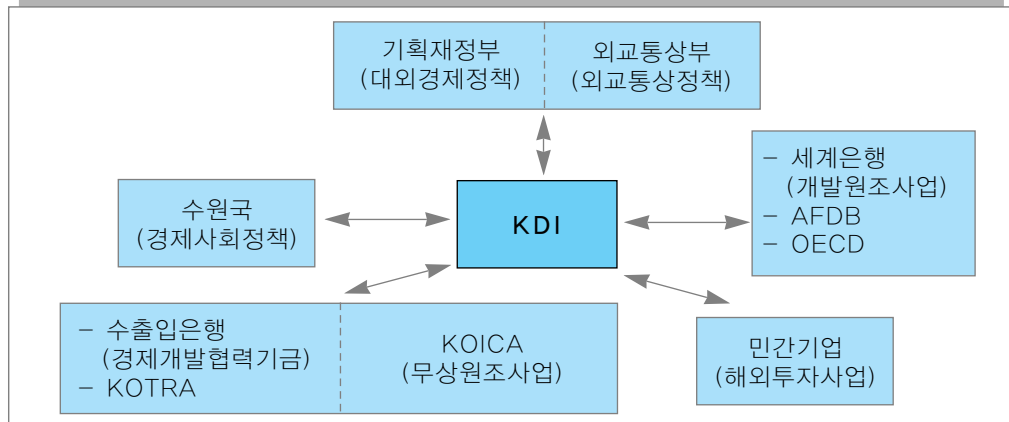 기획재정부
(대외경제정책)
외교통상부
(외교통상정책)
– 세계은행
(개발원조사업)
– AFDB
– OECD
수원국
(경제사회정책)
KDI
– 수출입은행
(경제개발협력기금)
– KOTRA
KOICA
(무상원조사업)
민간기업
(해외투자사업)